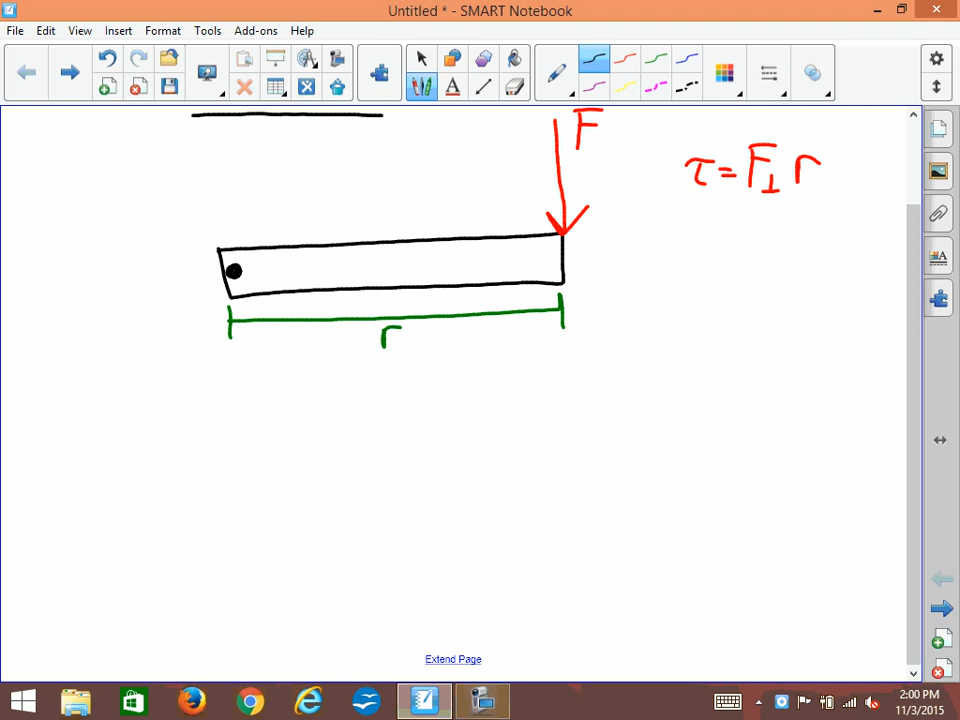 Untitled * - SMART Notebook
File Edit View Insert Format Tools Add-ons Help
F
τ = F⊥ r
r
Extend Page
2:00 PM
11/3/2015